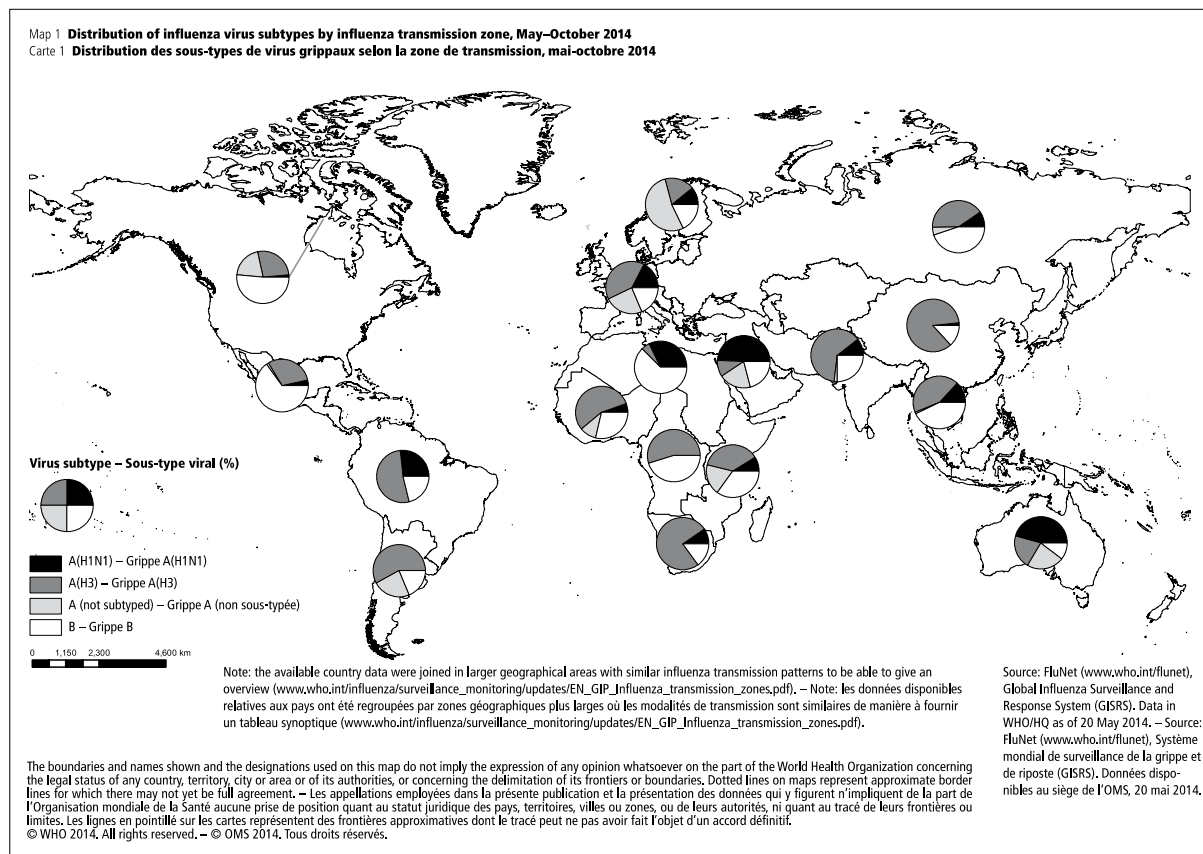 Map 1 Distribution of influenza virus subtypes by influenza transmission zone, May–October 2014
Carte 1 Distribution des sous-types de virus grippaux selon la zone de transmission, mai-octobre 2014
Virus subtype – Sous-type viral (%)
A(H1N1) – Grippe A(H1N1)
A(H3) – Grippe A(H3)
A (not subtyped) – Grippe A (non sous-typée)
B – Grippe B
0 1,150 2,300 4,600 km
Note: the available country data were joined in larger geographical areas with similar influenza transmission patterns to be able to give an
overview (www.who.int/influenza/surveillance_monitoring/updates/EN_GIP_Influenza_transmission_zones.pdf). – Note: les données disponibles
relatives aux pays ont été regroupées par zones géographiques plus larges où les modalités de transmission sont similaires de manière à fournir
un tableau synoptique (www.who.int/influenza/surveillance_monitoring/updates/EN_GIP_Influenza_transmission_zones.pdf).
Source: FluNet (www.who.int/flunet),
Global Influenza Surveillance and
Response System (GISRS). Data in
WHO/HQ as of 20 May 2014. – Source:
FluNet (www.who.int/flunet), Système
mondial de surveillance de la grippe et
de riposte (GISRS). Données dispo-
nibles au siège de l'OMS, 20 mai 2014.
The boundaries and names shown and the designations used on this map do not imply the expression of any opinion whatsoever on the part of the World Health Organization concerning
the legal status of any country, territory, city or area or of its authorities, or concerning the delimitation of its frontiers or boundaries. Dotted lines on maps represent approximate border
lines for which there may not yet be full agreement. – Les appellations employées dans la présente publication et la présentation des données qui y figurent n'impliquent de la part de
l'Organisation mondiale de la Santé aucune prise de position quant au statut juridique des pays, territoires, villes ou zones, ou de leurs autorités, ni quant au tracé de leurs frontières ou
limites. Les lignes en pointillé sur les cartes représentent des frontières approximatives dont le tracé peut ne pas avoir fait l'objet d'un accord définitif.
© WHO 2014. All rights reserved. – © OMS 2014. Tous droits réservés.